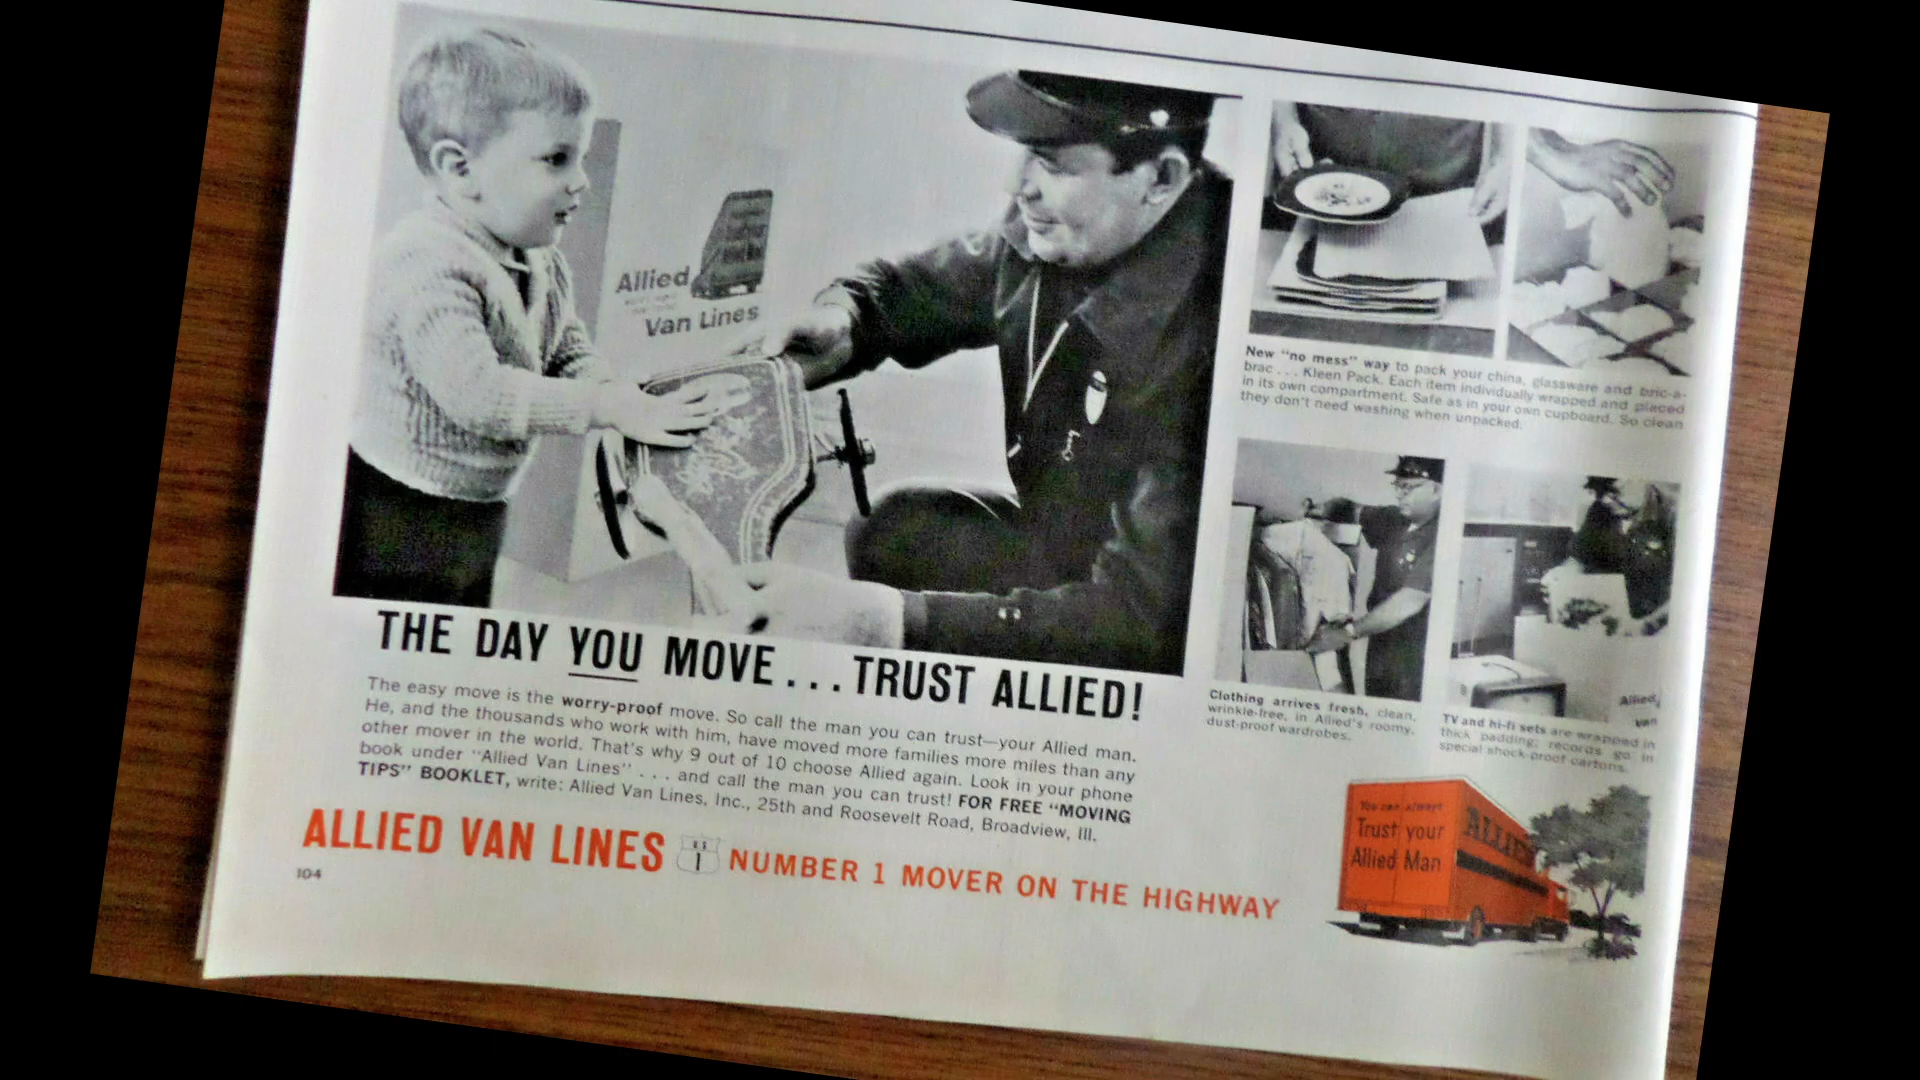 Allied
Van Lines
THE DAY YOU MOVE... TRUST ALLIED!
The easy move is the worry-proof move. So call the man you can trust—your Allied man.
He, and the thousands who work with him, have moved more families more miles than any
other mover in the world. That's why 9 out of 10 choose Allied again. Look in your phone
book under "Allied Van Lines" . . . and call the man you can trust! FOR FREE "MOVING
TIPS" BOOKLET, write: Allied Van Lines, Inc., 25th and Roosevelt Road, Broadview, Ill.
ALLIED VAN LINES US 1 NUMBER 1 MOVER ON THE HIGHWAY
104
New "no mess" way to pack your china, glassware and bric-a-
brac . . . Kleen Pack. Each item individually wrapped and placed
in its own compartment. Safe as in your own cupboard. So clean
they don't need washing when unpacked.
Clothing arrives fresh, clean,
wrinkle-free, in Allied's roomy,
dust-proof wardrobes.
Allied
Van
TV and hi-fi sets are wrapped in
thick padding; records go in
special shock-proof cartons.
You can always
Trust your
Allied Man
ALLIED